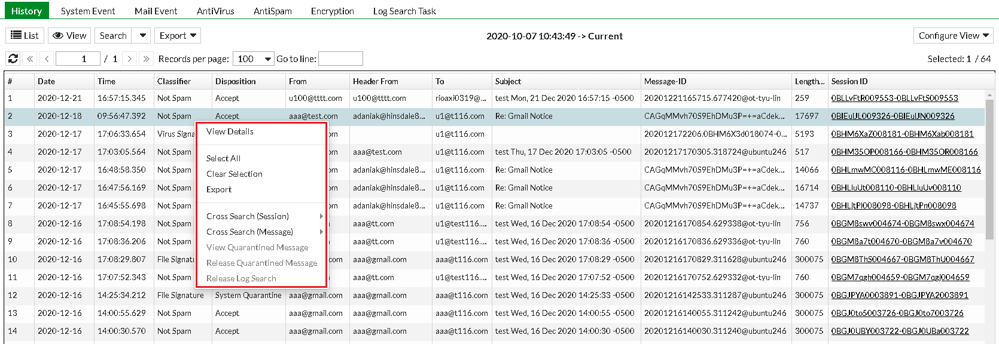 History System Event Mail Event AntiVirus AntiSpam Encryption Log Search Task
List View Search Export 2020-10-07 10:43:49 -> Current Configure View
1 / 1 Records per page: 100 Go to line: Selected: 1 / 64
# Date Time Classifier Disposition From Header From To Subject Message-ID Length... Session ID
1 2020-12-21 16:57:15.345 Not Spam Accept u100@tttt.com u100@tttt.com rioaxi0319@... test Mon, 21 Dec 2020 16:57:15 -0500 20201221165715.677420@ot-tyu-lin 259 0BLLvFtR009553-0BLLvFtS009553
2 2020-12-18 09:56:47.392 Not Spam Accept aaa@test.com adaniak@hinsdale8... u1@t116.com Re: Gmail Notice CAGqMMvh70S9EhDMu3P=+=aCdek... 17697 0BIEulJL009326-0BIEulJN009326
3 2020-12-17 17:06:33.654 Virus Signa om u1@t116.com 202012172206.0BHM6X3d018074-0... 5193 0BHM6XaZ008181-0BHM6Xab008181
4 2020-12-17 17:03:05.564 Not Spam om aaa@test.com u1@t116.com test Thu, 17 Dec 2020 17:03:05 -0500 20201217170305.318724@ubuntu246 517 0BHM35OP008166-0BHM35OR008166
5 2020-12-17 16:48:58.350 Not Spam om adaniak@hinsdale8... u1@t116.com Re: Gmail Notice CAGqMMvh70S9EhDMu3P=+=aCdek... 14066 0BHLmwMC008116-0BHLmwME008116
6 2020-12-17 16:47:56.169 Not Spam om adaniak@hinsdale8... u1@t116.com Re: Gmail Notice CAGqMMvh70S9EhDMu3P=+=aCdek... 16714 0BHLluUt008110-0BHLluUv008110
7 2020-12-17 16:45:55.698 Not Spam om adaniak@hinsdale8... u1@t116.com Re: Gmail Notice CAGqMMvh70S9EhDMu3P=+=aCdek... 14737 0BHLjtPl008098-0BHLjtPn008098
8 2020-12-16 17:08:54.198 Not Spam aaa@tt.com u1@test116.... test Wed, 16 Dec 2020 17:08:54 -0500 20201216170854.629338@ot-tyu-lin 756 0BGM8swv004674-0BGM8swx004674
9 2020-12-16 17:08:36.206 Not Spam aaa@tt.com u1@test116.... test Wed, 16 Dec 2020 17:08:36 -0500 20201216170836.629336@ot-tyu-lin 760 0BGM8a7t004670-0BGM8a7v004670
10 2020-12-16 17:08:29.807 File Signatu com aaa@gmail.com aaa@t116.com test Wed, 16 Dec 2020 17:08:29 -0500 20201216170829.311628@ubuntu246 300075 0BGM8ThS004667-0BGM8ThU004667
11 2020-12-16 17:07:52.343 Not Spam aaa@tt.com u1@test116.... test Wed, 16 Dec 2020 17:07:52 -0500 20201216170752.629332@ot-tyu-lin 760 0BGM7qgh004659-0BGM7qgj004659
12 2020-12-16 14:25:34.212 File Signature System Quarantine aaa@gmail.com aaa@gmail.com aaa@t116.com test Wed, 16 Dec 2020 14:25:33 -0500 20201216142533.311287@ubuntu246 300075 0BGJPYA0003891-0BGJPYA2003891
13 2020-12-16 14:00:55.629 Not Spam Accept aaa@gmail.com aaa@gmail.com aaa@t116.com test Wed, 16 Dec 2020 14:00:55 -0500 20201216140055.311242@ubuntu246 300075 0BGJ0to5003726-0BGJ0to7003726
14 2020-12-16 14:00:30.570 Not Spam Accept aaa@gmail.com aaa@gmail.com aaa@t116.com test Wed, 16 Dec 2020 14:00:30 -0500 20201216140030.311240@ubuntu246 300075 0BGJ0UBY003722-0BGJ0UBa003722
View Details
Select All
Clear Selection
Export
Cross Search (Session)
Cross Search (Message)
View Quarantined Message
Release Quarantined Message
Release Log Search